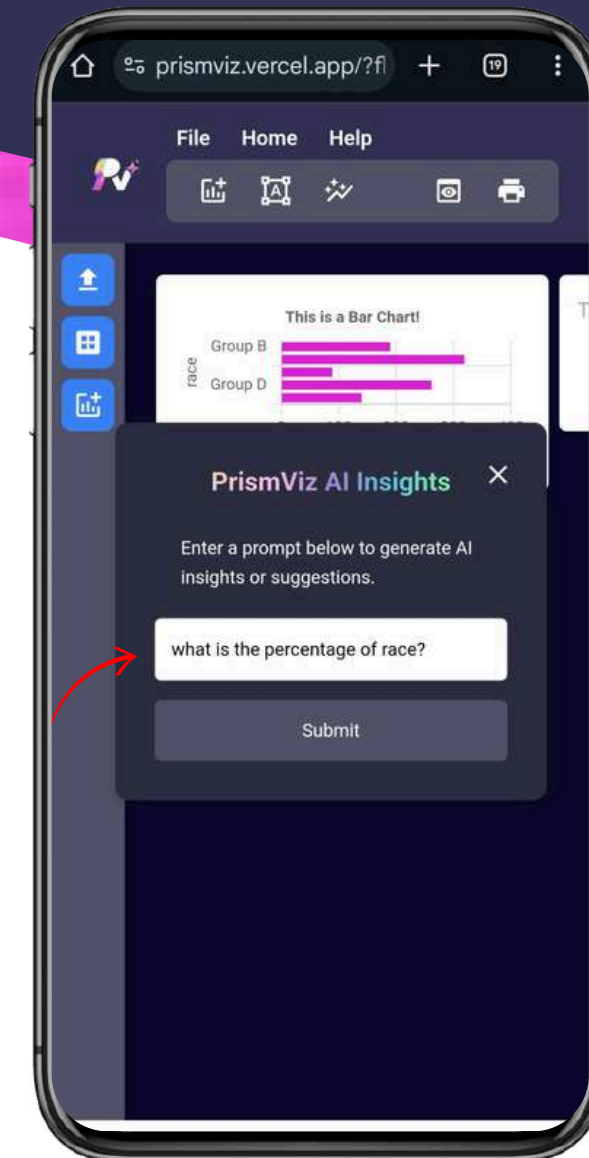 prismviz.vercel.app/?fl
19
File Home Help
PV
A
This is a Bar Chart!
race
Group B
Group D
PrismViz AI Insights
Enter a prompt below to generate AI
insights or suggestions.
what is the percentage of race?
Submit